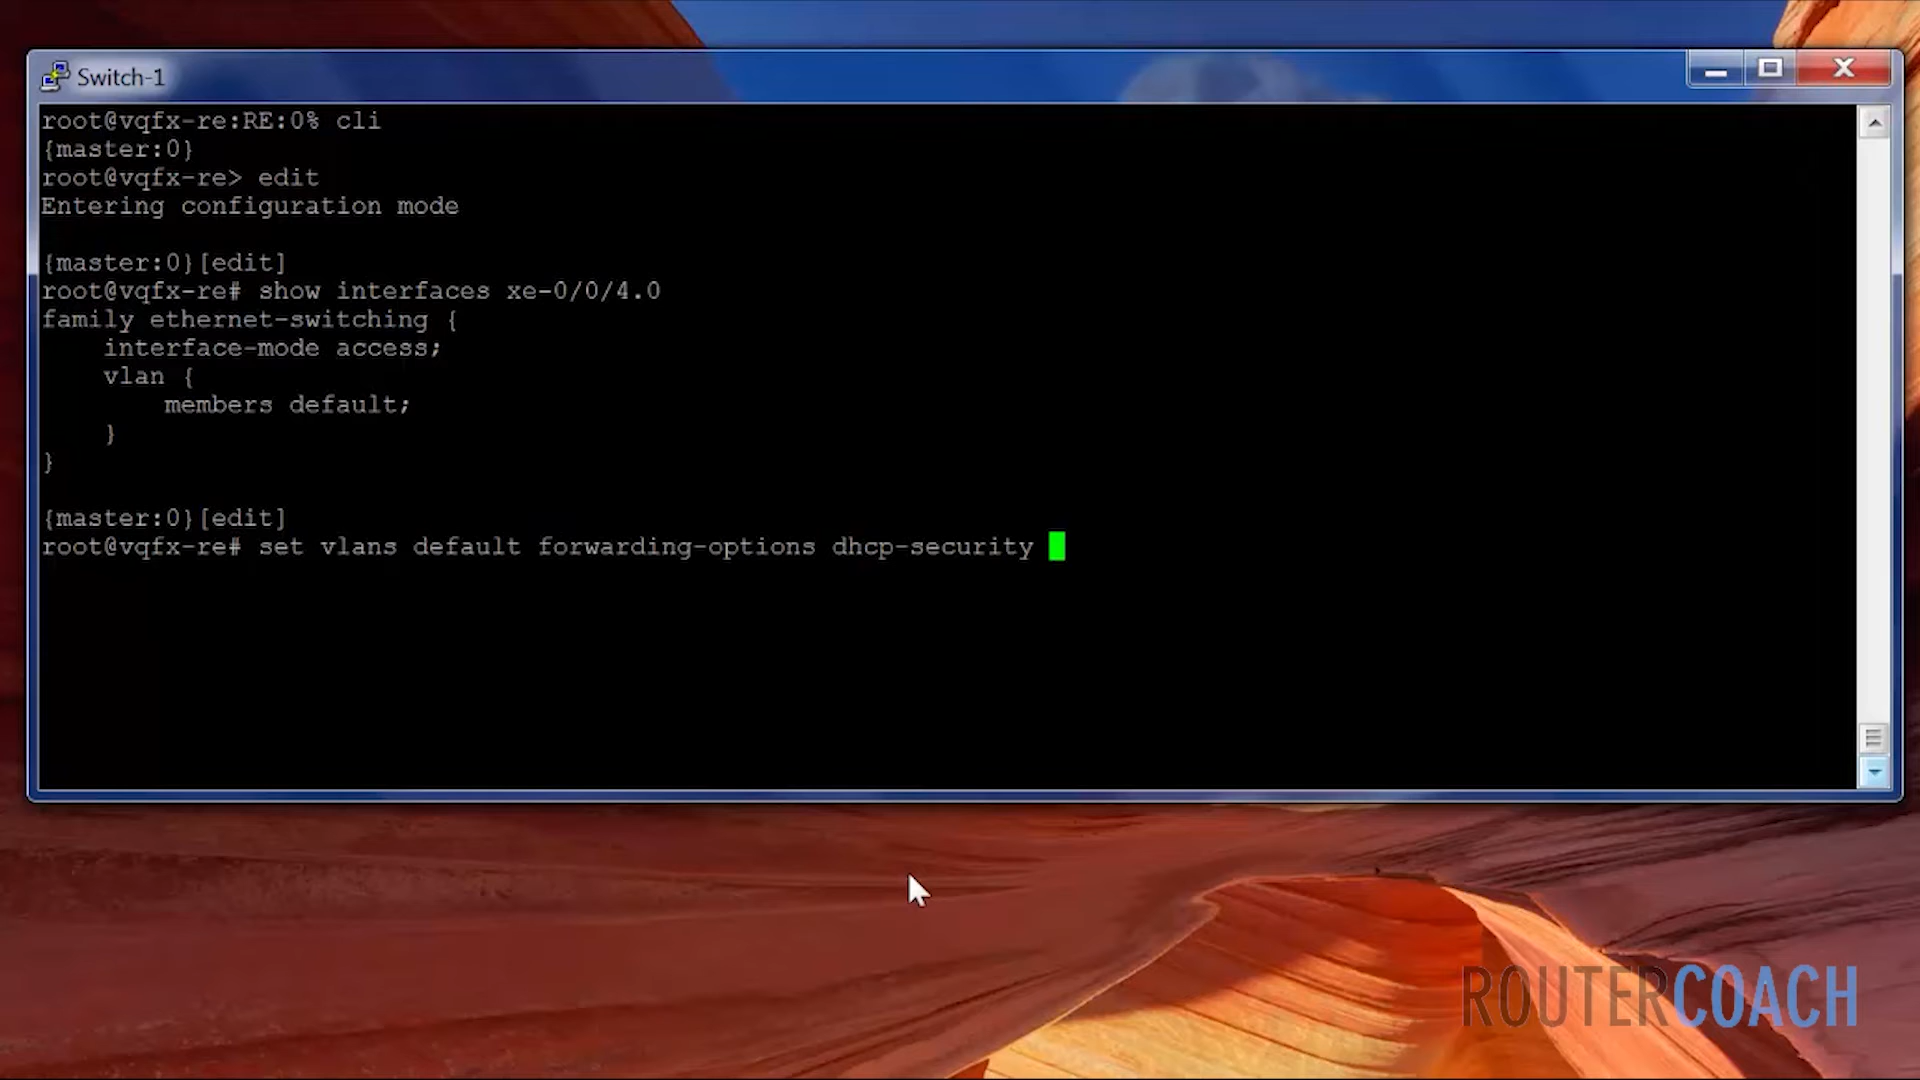 Switch-1
root@vqfx-re:RE:0% cli
{master:0}
root@vqfx-re> edit
Entering configuration mode
{master:0}[edit]
root@vqfx-re# show interfaces xe-0/0/4.0
family ethernet-switching {
    interface-mode access;
    vlan {
        members default;
    }
}
{master:0}[edit]
root@vqfx-re# set vlans default forwarding-options dhcp-security
ROUTERCOACH